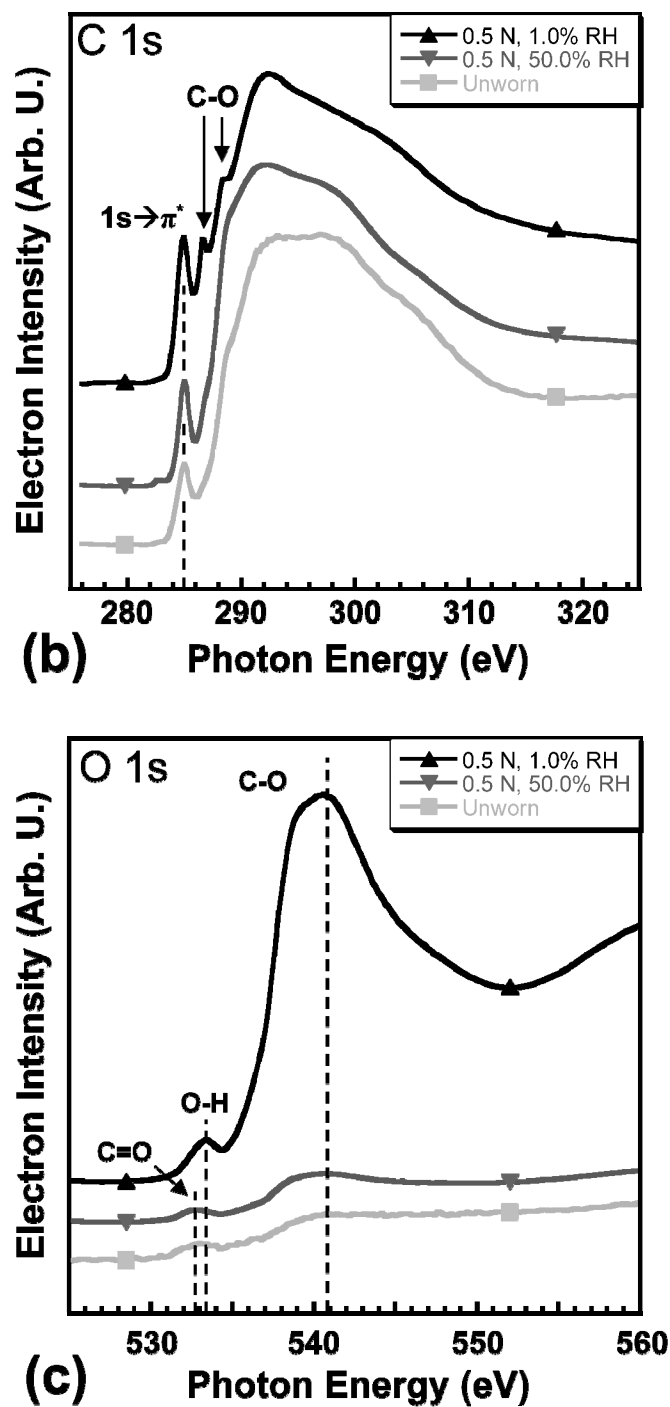 C 1s
0.5 N, 1.0% RH
0.5 N, 50.0% RH
Unworn
C-O
1s→π*
Electron Intensity (Arb. U.)
280 290 300 310 320
(b) Photon Energy (eV)
O 1s
0.5 N, 1.0% RH
0.5 N, 50.0% RH
Unworn
C-O
O-H
C=O
Electron Intensity (Arb. U.)
530 540 550 560
(c) Photon Energy (eV)